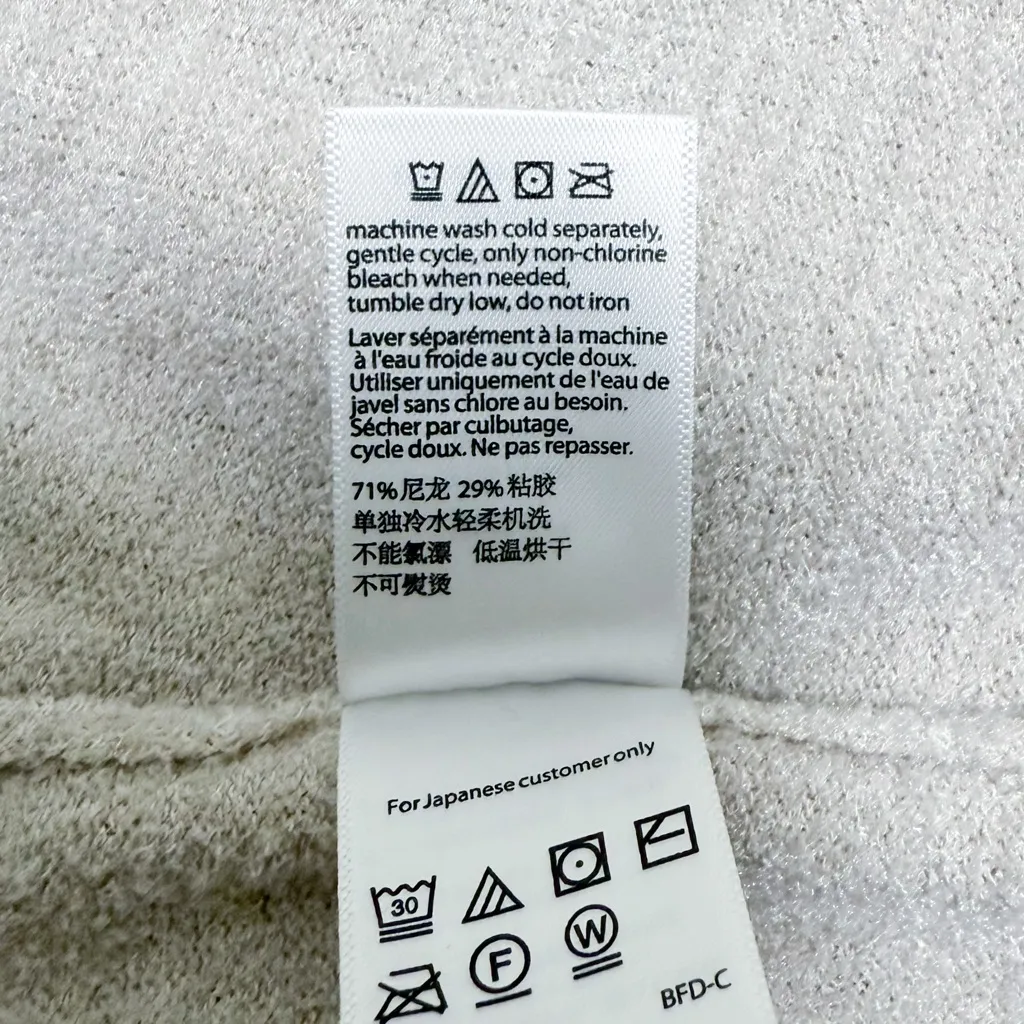 machine wash cold separately,
gentle cycle, only non-chlorine
bleach when needed,
tumble dry low, do not iron
Laver séparément à la machine
à l'eau froide au cycle doux.
Utiliser uniquement de l'eau de
javel sans chlore au besoin.
Sécher par culbutage,
cycle doux. Ne pas repasser.
71%尼龙 29%粘胶
单独冷水轻柔机洗
不能氯漂 低温烘干
不可熨烫
For Japanese customer only
30
F
W
BFD-C